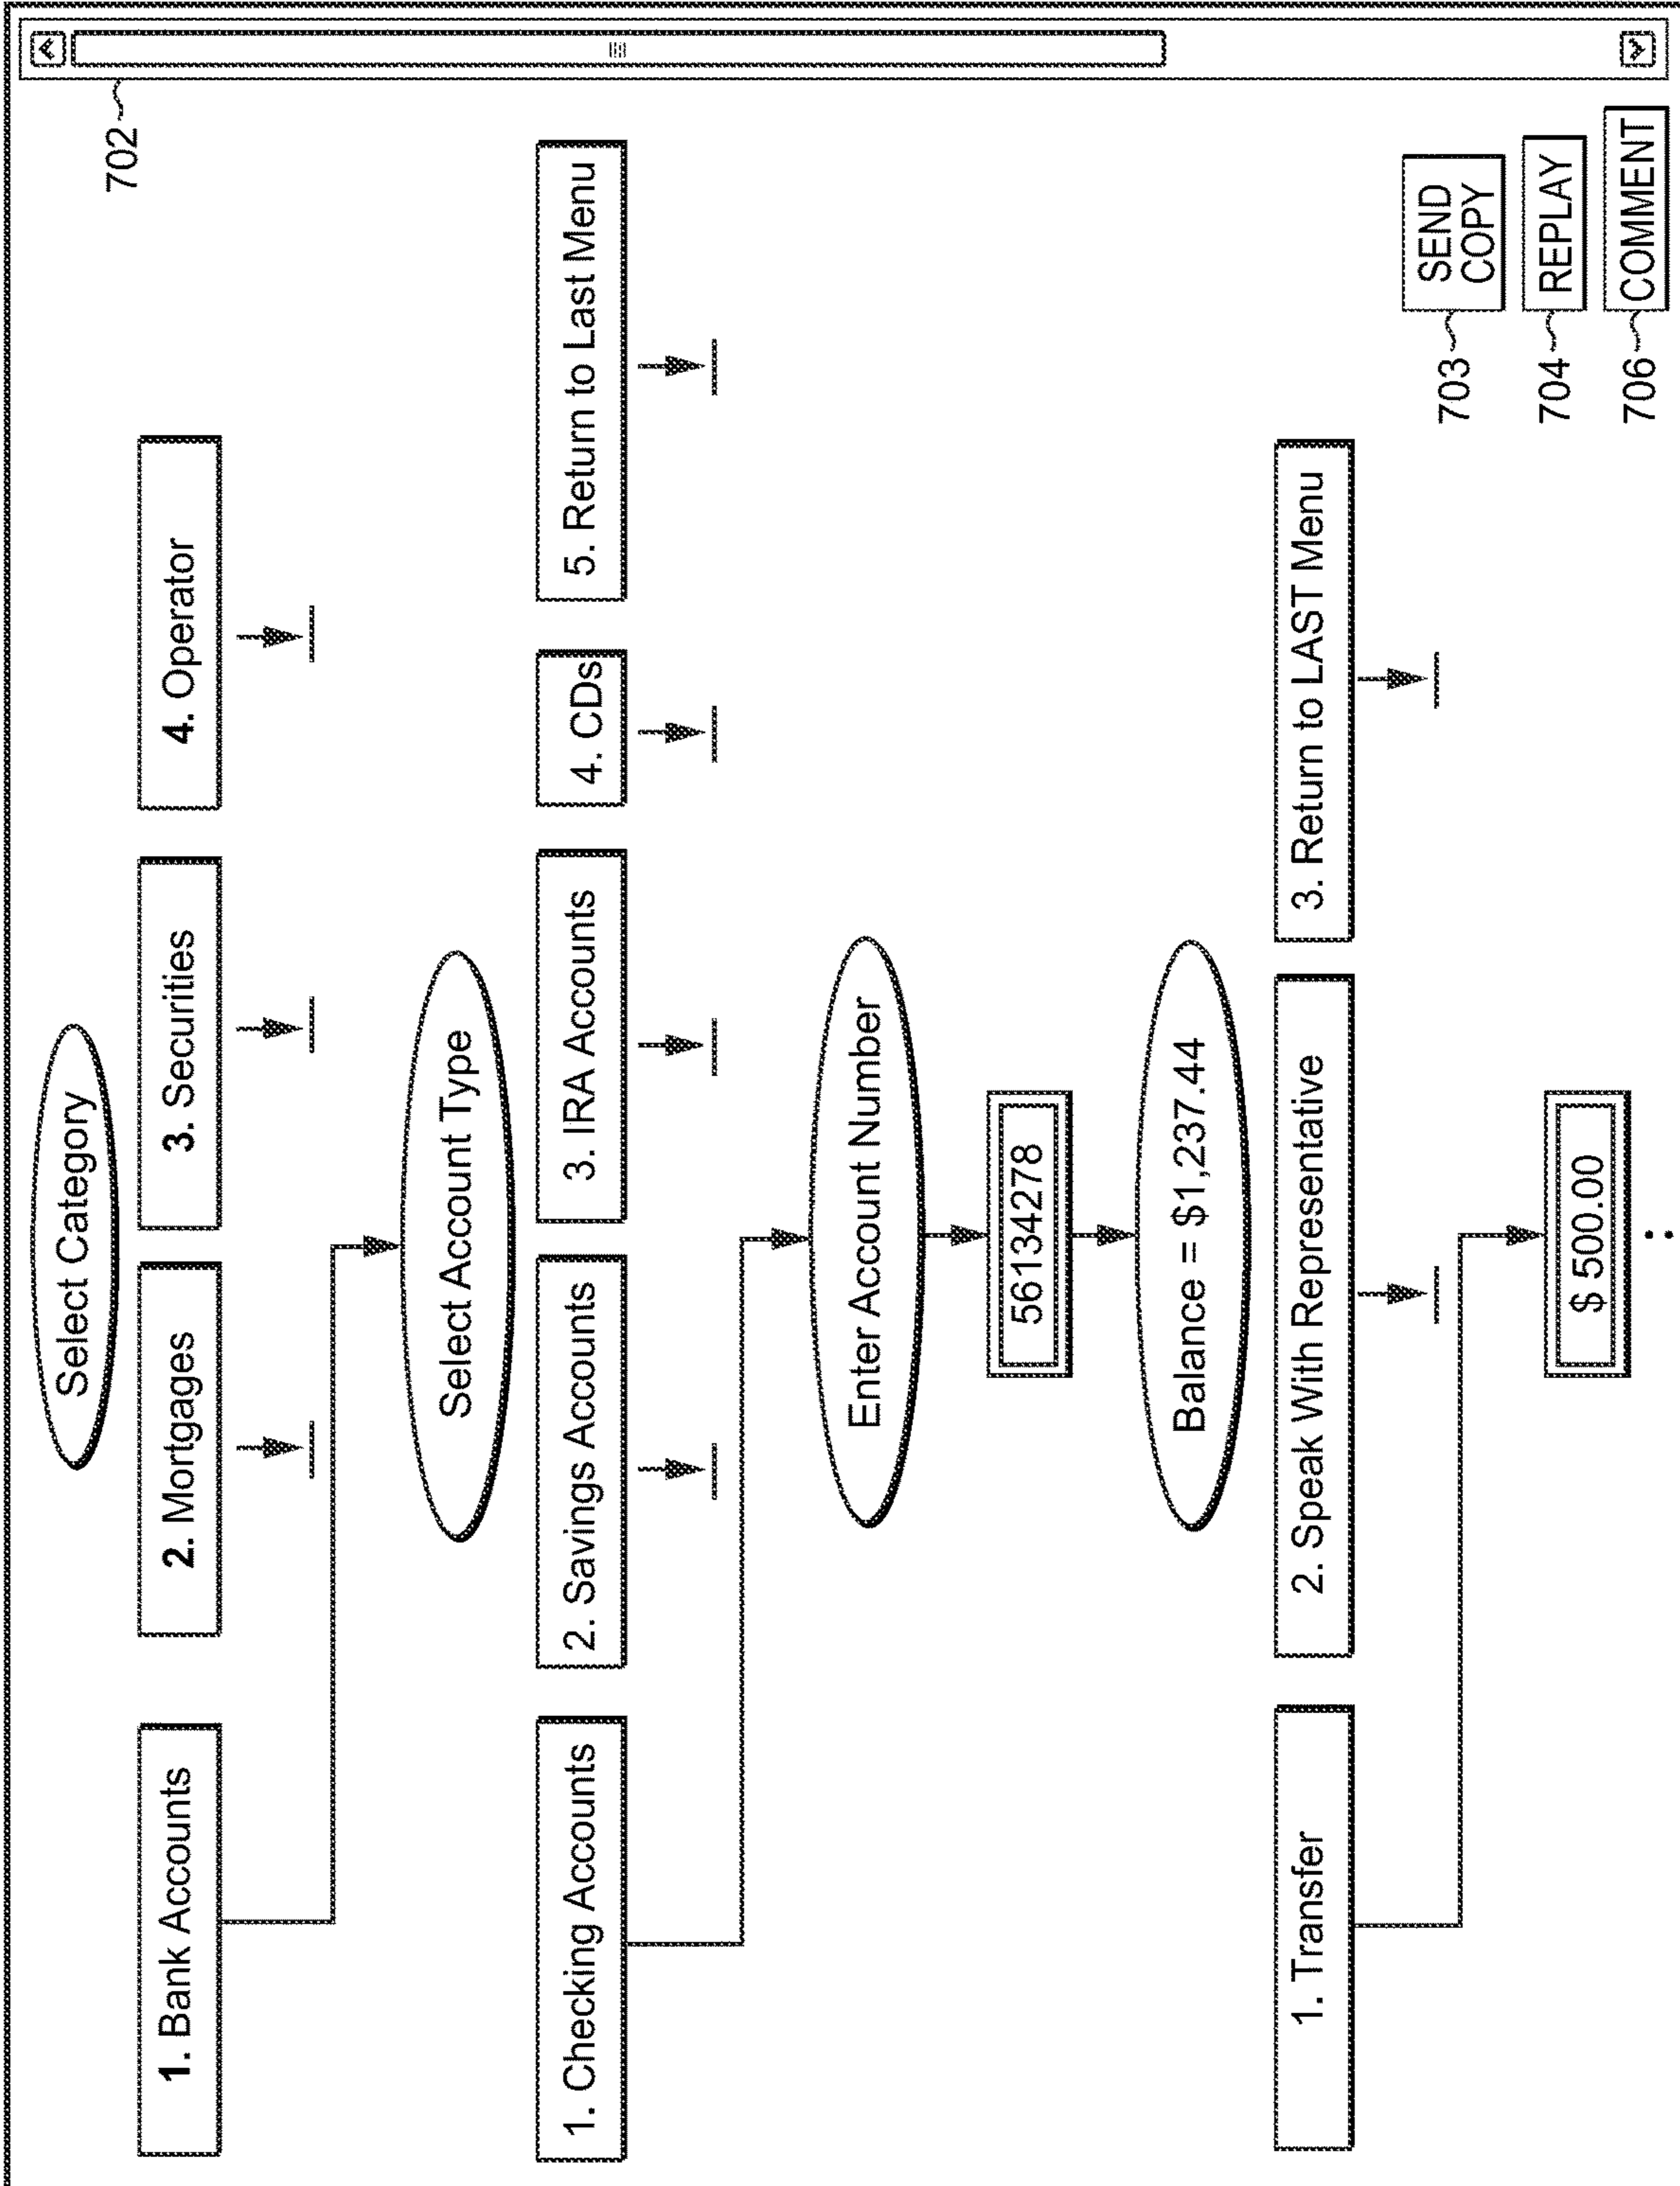 702
Select Category
1. Bank Accounts
2. Mortgages
3. Securities
4. Operator
Select Account Type
1. Checking Accounts
2. Savings Accounts
3. IRA Accounts
4. CDs
5. Return to Last Menu
Enter Account Number
56134278
Balance = $1,237.44
1. Transfer
2. Speak With Representative
3. Return to LAST Menu
$ 500.00
703
SEND
COPY
704
REPLAY
706
COMMENT